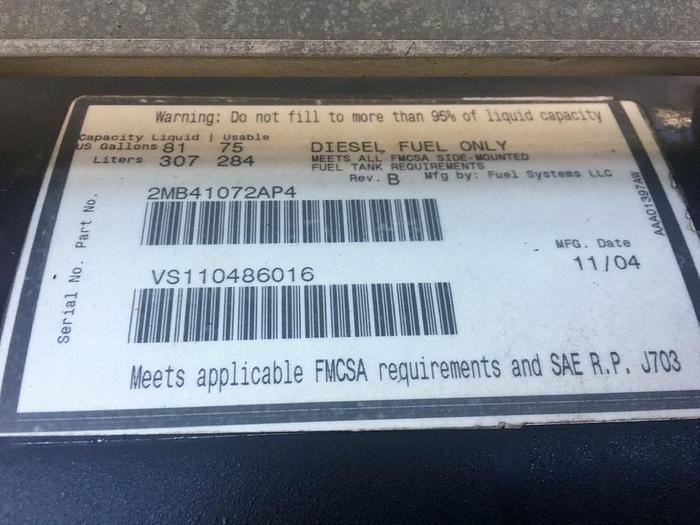 Warning: Do not fill to more than 95% of liquid capacity
Capacity Liquid | Usable
US Gallons 81 75
Liters 307 284
DIESEL FUEL ONLY
MEETS ALL FMCSA SIDE-MOUNTED
FUEL TANK REQUIREMENTS
Rev. B Mfg by: Fuel Systems LLC
AAA01397AW
Part No.
2MB41072AP4
MFG. Date
11/04
Serial No.
VS110486016
Meets applicable FMCSA requirements and SAE R.P. J703